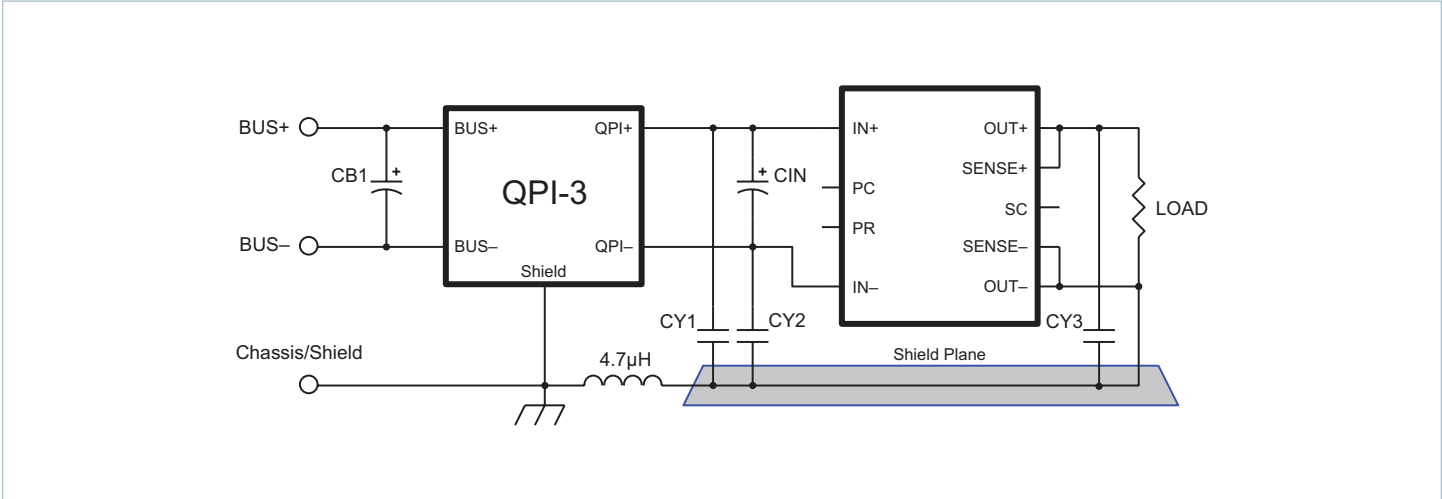 BUS+
BUS+
QPI+
IN+
OUT+
CB1
+
QPI-3
+
CIN
SENSE+
PC
SC
LOAD
PR
BUS–
BUS–
QPI–
SENSE–
Shield
IN–
OUT–
CY1
CY2
CY3
Chassis/Shield
4.7µH
Shield Plane